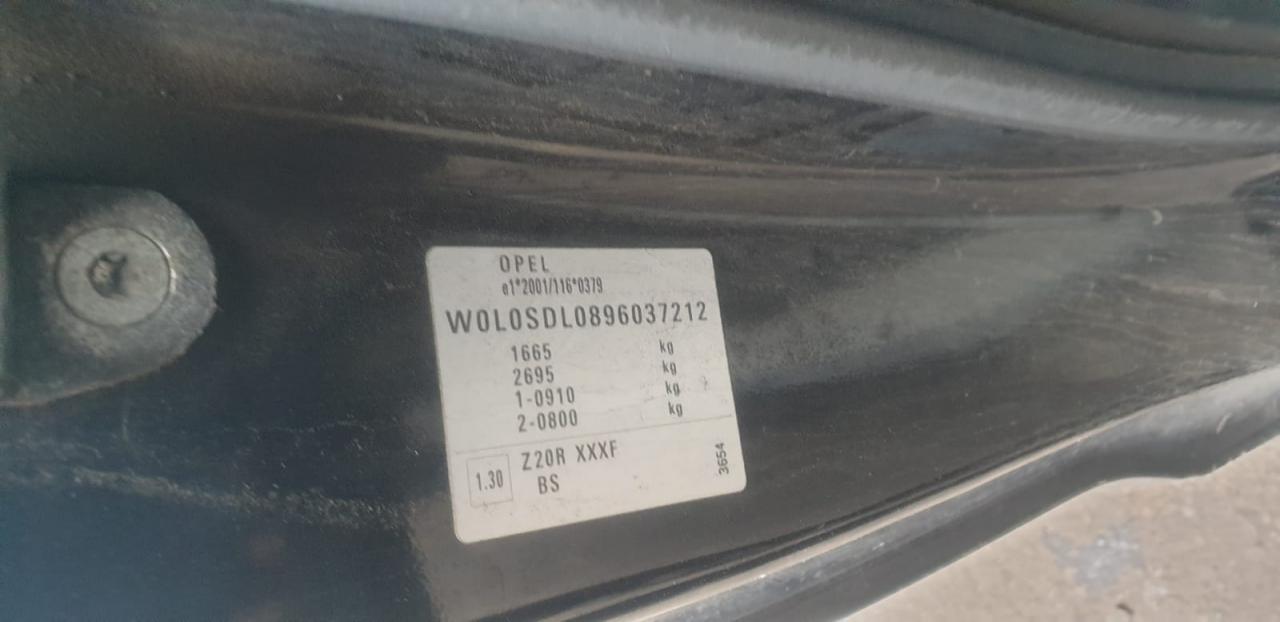 OPEL
e1*2001/116*0379
W0L0SDL0896037212
1665 kg
2695 kg
1-0910 kg
2-0800 kg
1.30 Z20R XXXF
BS
3654